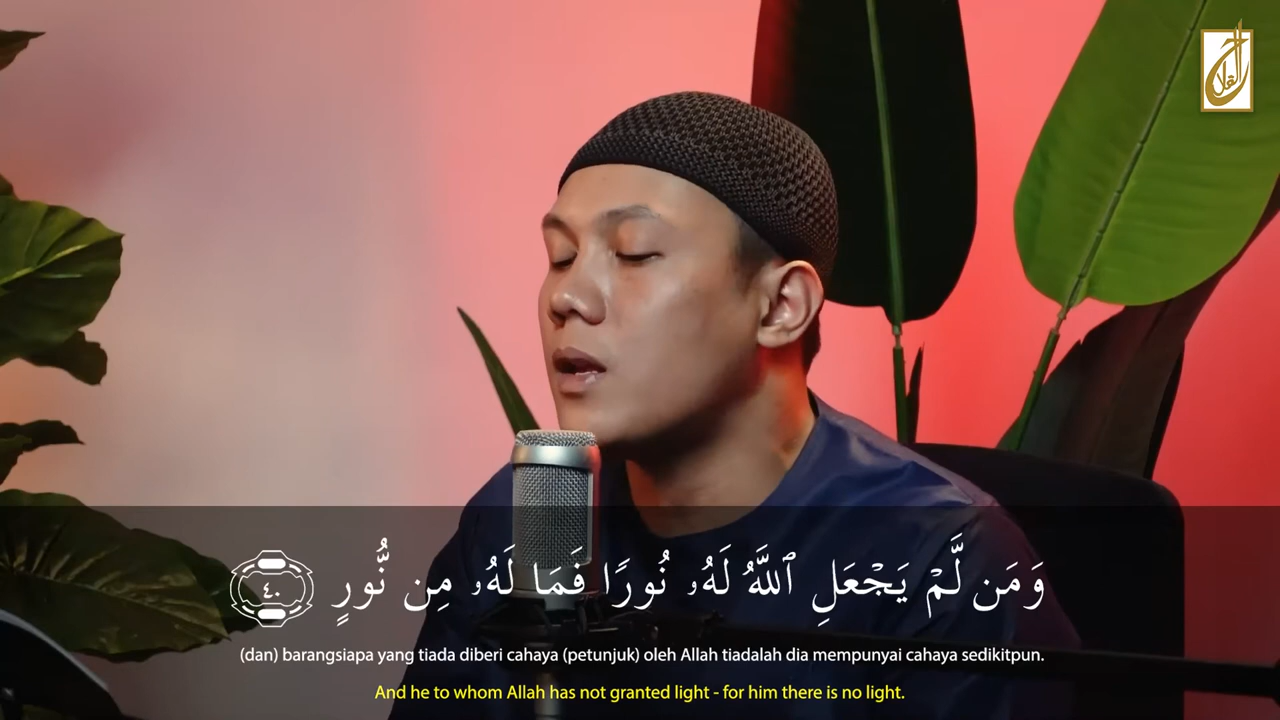 وَمَن لَّمْ يَجْعَلِ ٱللَّهُ لَهُۥ نُورًا فَمَا لَهُۥ مِن نُّورٍ ٤٠
(dan) barangsiapa yang tiada diberi cahaya (petunjuk) oleh Allah tiadalah dia mempunyai cahaya sedikitpun.
And he to whom Allah has not granted light - for him there is no light.